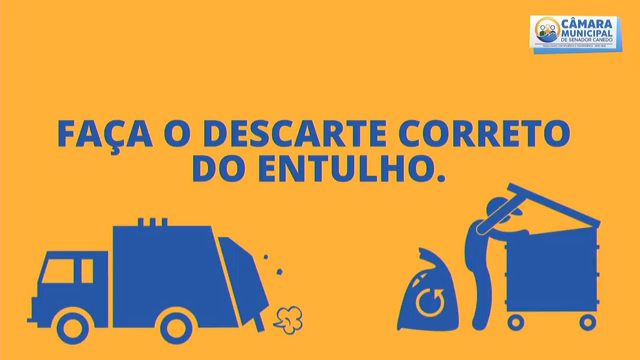 CÂMARA
MUNICIPAL
DE SENADOR CANEDO
FAÇA O DESCARTE CORRETO
DO ENTULHO.